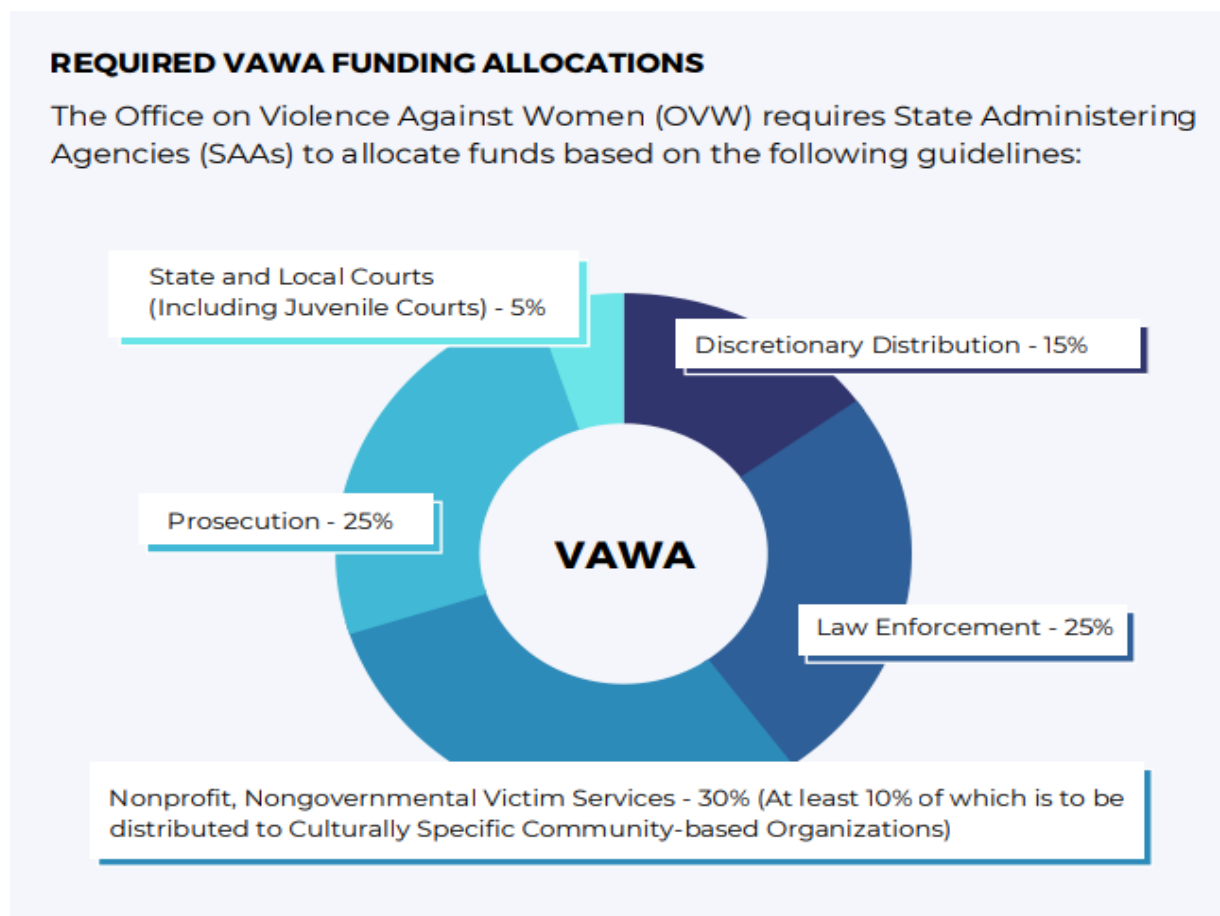 REQUIRED VAWA FUNDING ALLOCATIONS
The Office on Violence Against Women (OVW) requires State Administering
Agencies (SAAs) to allocate funds based on the following guidelines:
State and Local Courts
(Including Juvenile Courts) - 5%
Discretionary Distribution - 15%
Prosecution - 25%
VAWA
Law Enforcement - 25%
Nonprofit, Nongovernmental Victim Services - 30% (At least 10% of which is to be
distributed to Culturally Specific Community-based Organizations)